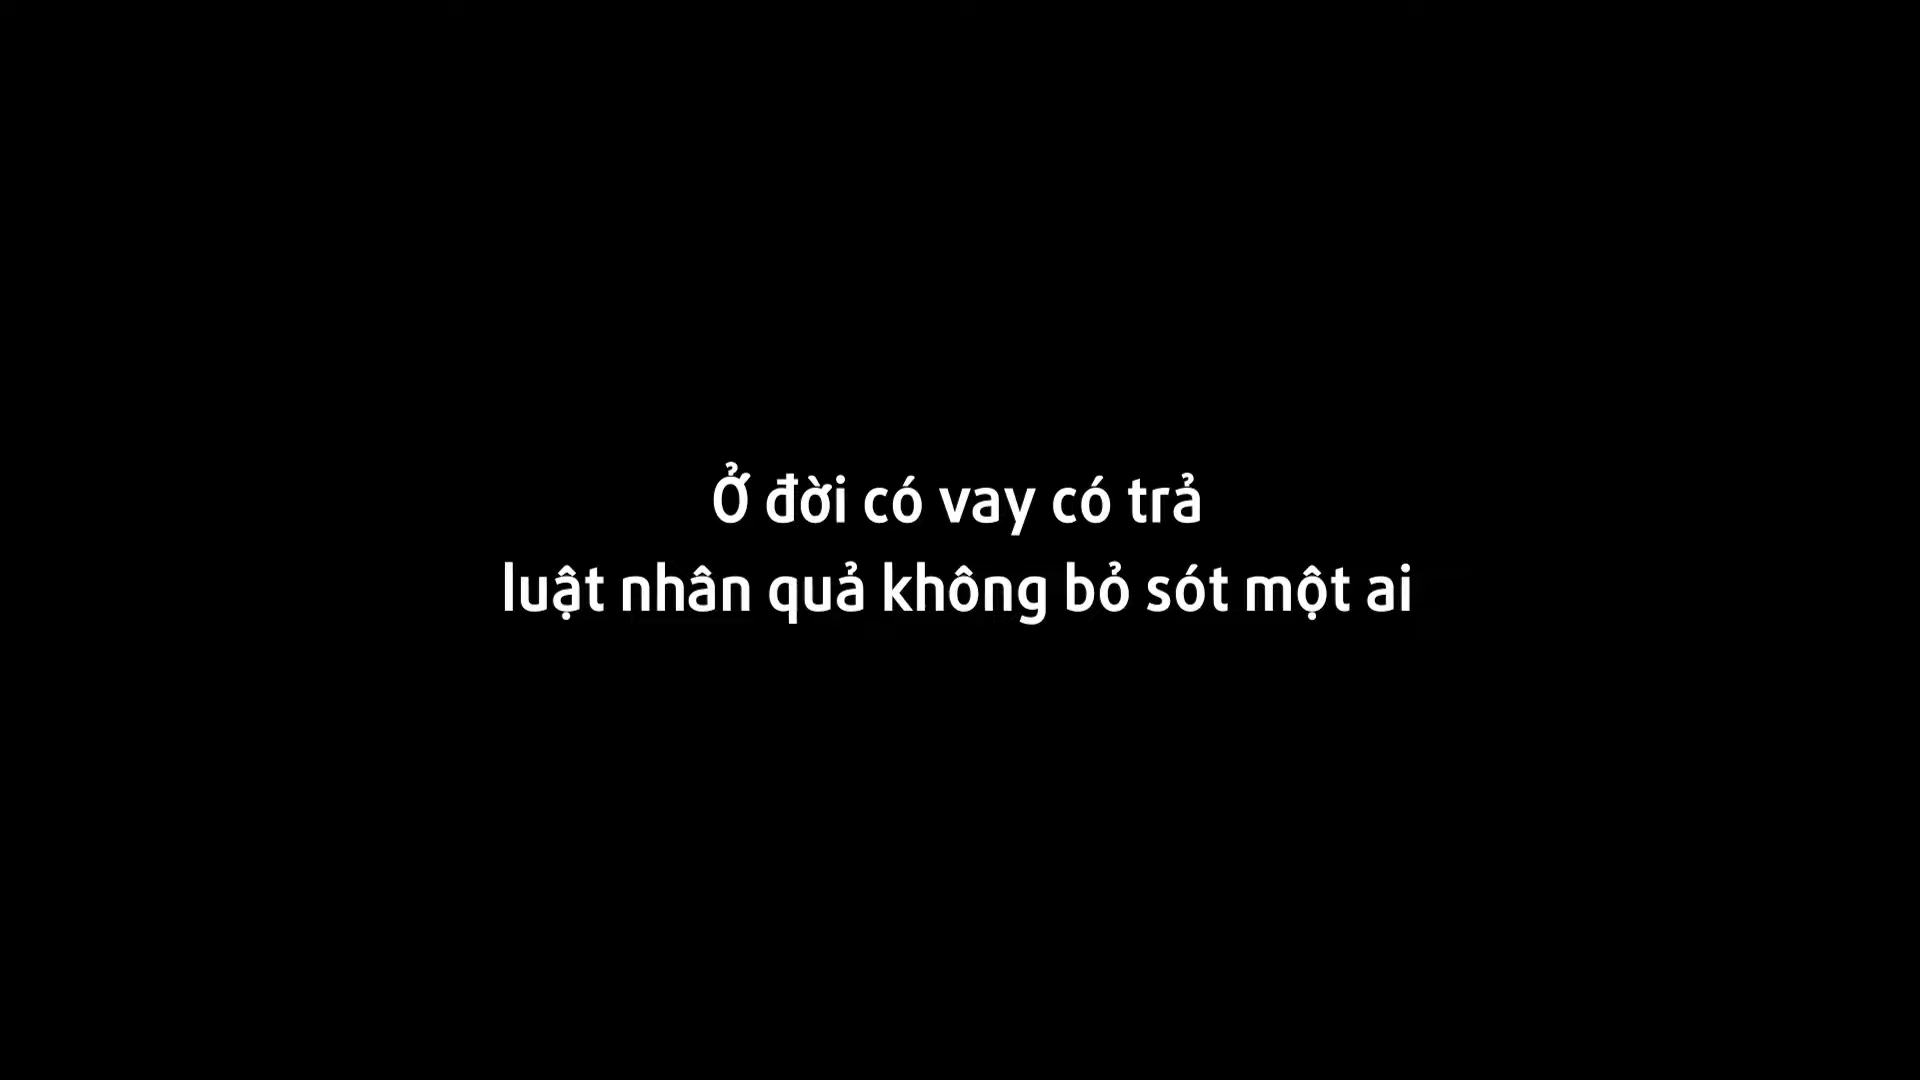 Ở đời có vay có trả
luật nhân quả không bỏ sót một ai